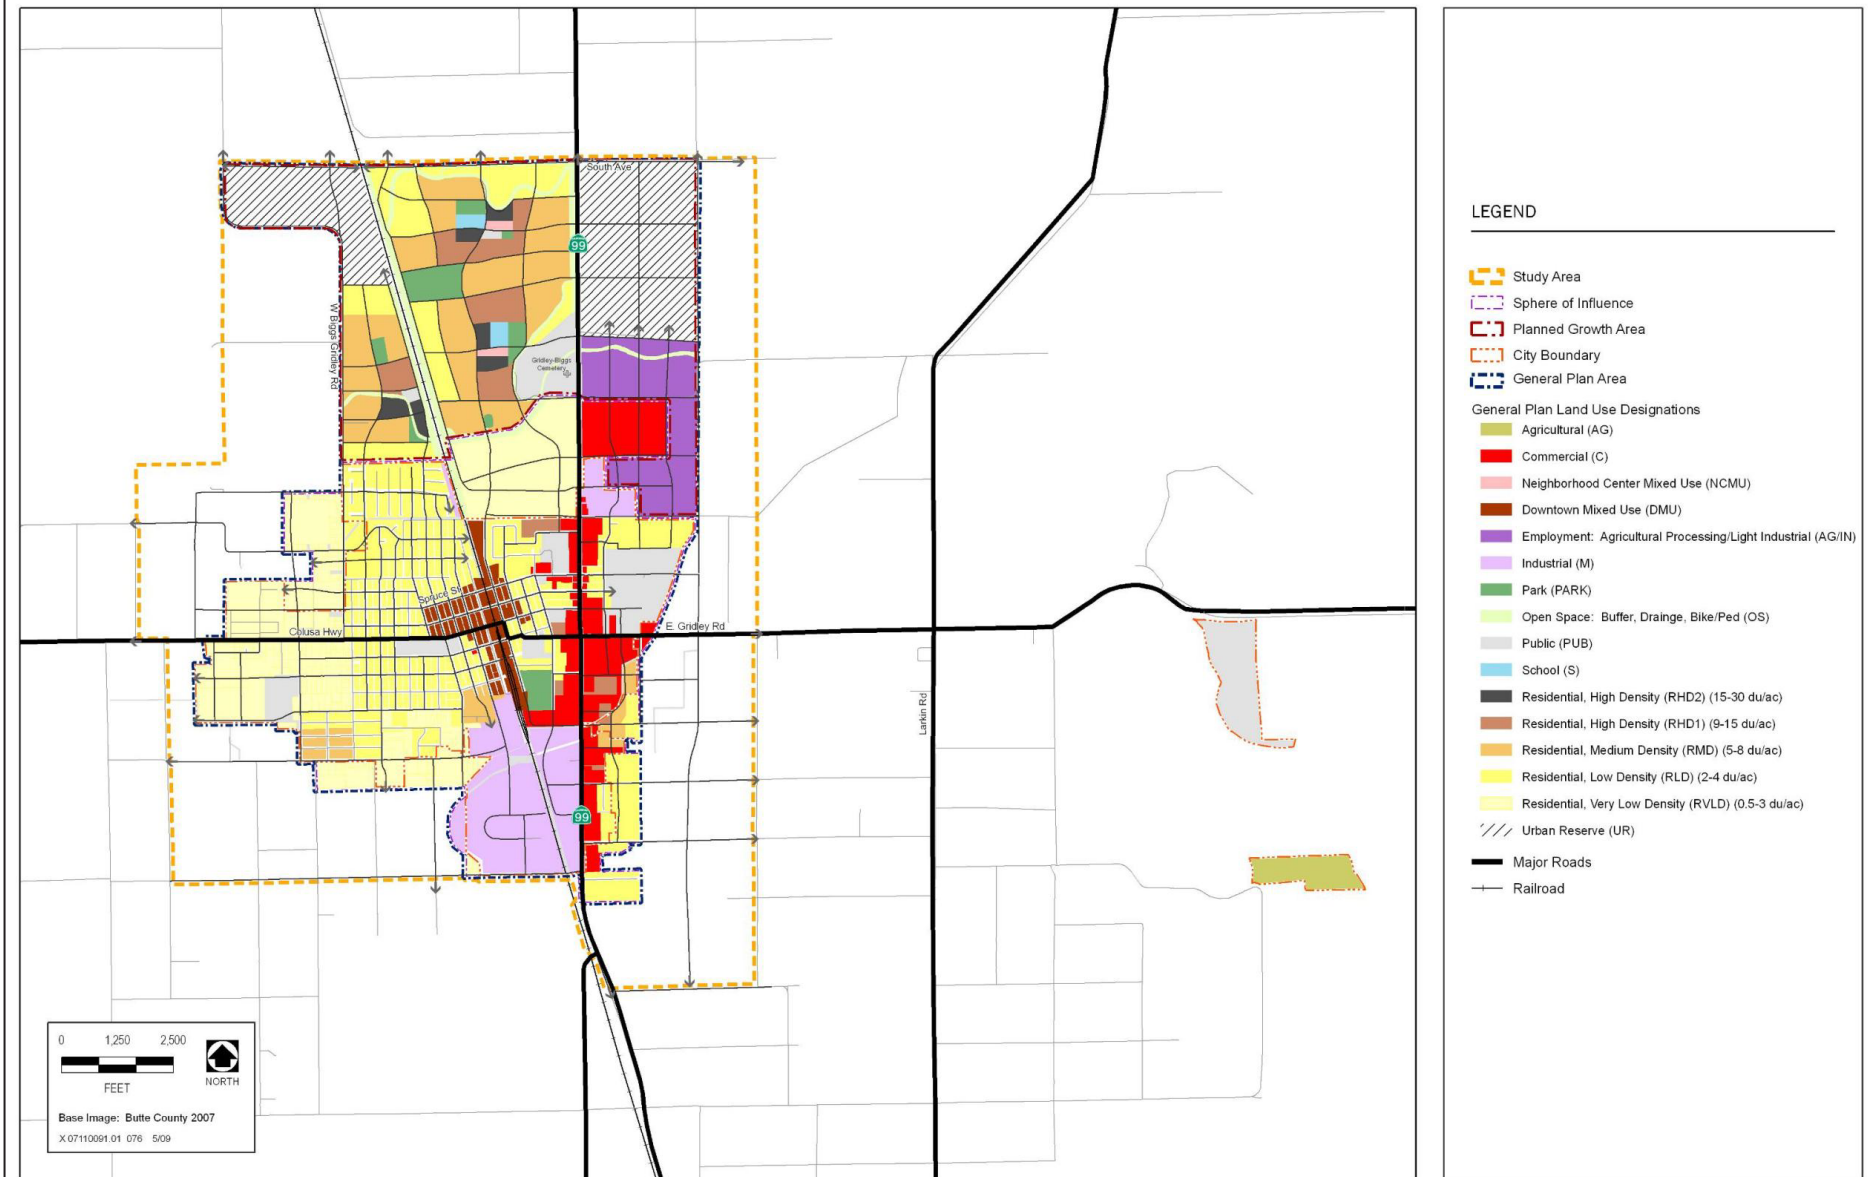 South Ave
99
W Biggs Gridley Rd
Gridley-Biggs
Cemetery
Spruce St
Colusa Hwy
E. Gridley Rd
Larkin Rd
99
0 1,250 2,500
FEET
NORTH
Base Image: Butte County 2007
X 07110091.01 076 5/09
LEGEND
Study Area
Sphere of Influence
Planned Growth Area
City Boundary
General Plan Area
General Plan Land Use Designations
Agricultural (AG)
Commercial (C)
Neighborhood Center Mixed Use (NCMU)
Downtown Mixed Use (DMU)
Employment: Agricultural Processing/Light Industrial (AG/IN)
Industrial (M)
Park (PARK)
Open Space: Buffer, Drainge, Bike/Ped (OS)
Public (PUB)
School (S)
Residential, High Density (RHD2) (15-30 du/ac)
Residential, High Density (RHD1) (9-15 du/ac)
Residential, Medium Density (RMD) (5-8 du/ac)
Residential, Low Density (RLD) (2-4 du/ac)
Residential, Very Low Density (RVLD) (0.5-3 du/ac)
Urban Reserve (UR)
Major Roads
Railroad